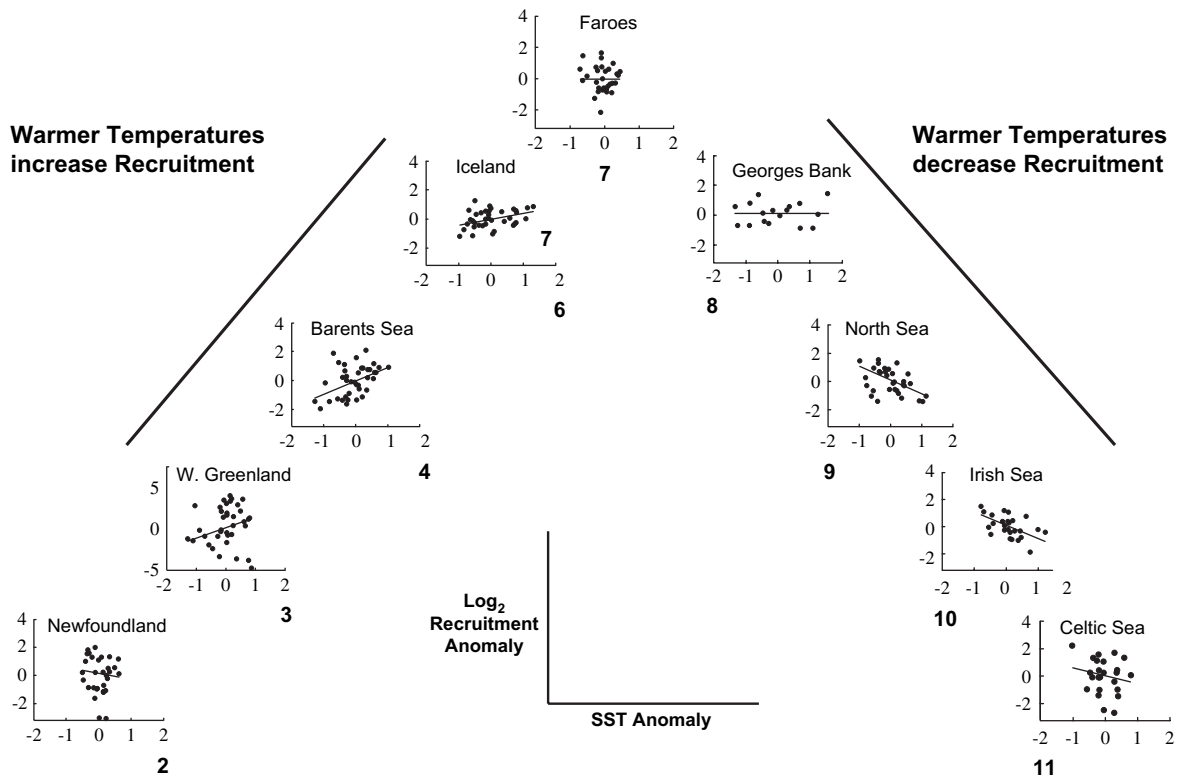 Faroes
4
2
0
-2
-2 -1 0 1 2
7
Warmer Temperatures
increase Recruitment
Warmer Temperatures
decrease Recruitment
Iceland
4
2
0
-2
-2 -1 0 1 2
7
6
Georges Bank
4
2
0
-2
-2 -1 0 1 2
8
Barents Sea
4
2
0
-2
-2 -1 0 1 2
4
North Sea
4
2
0
-2
-2 -1 0 1 2
9
W. Greenland
5
0
-5
-2 -1 0 1 2
3
Irish Sea
4
2
0
-2
-2 -1 0 1 2
10
Newfoundland
4
2
0
-2
-2 -1 0 1 2
2
Log2
Recruitment
Anomaly
SST Anomaly
Celtic Sea
4
2
0
-2
-2 -1 0 1 2
11